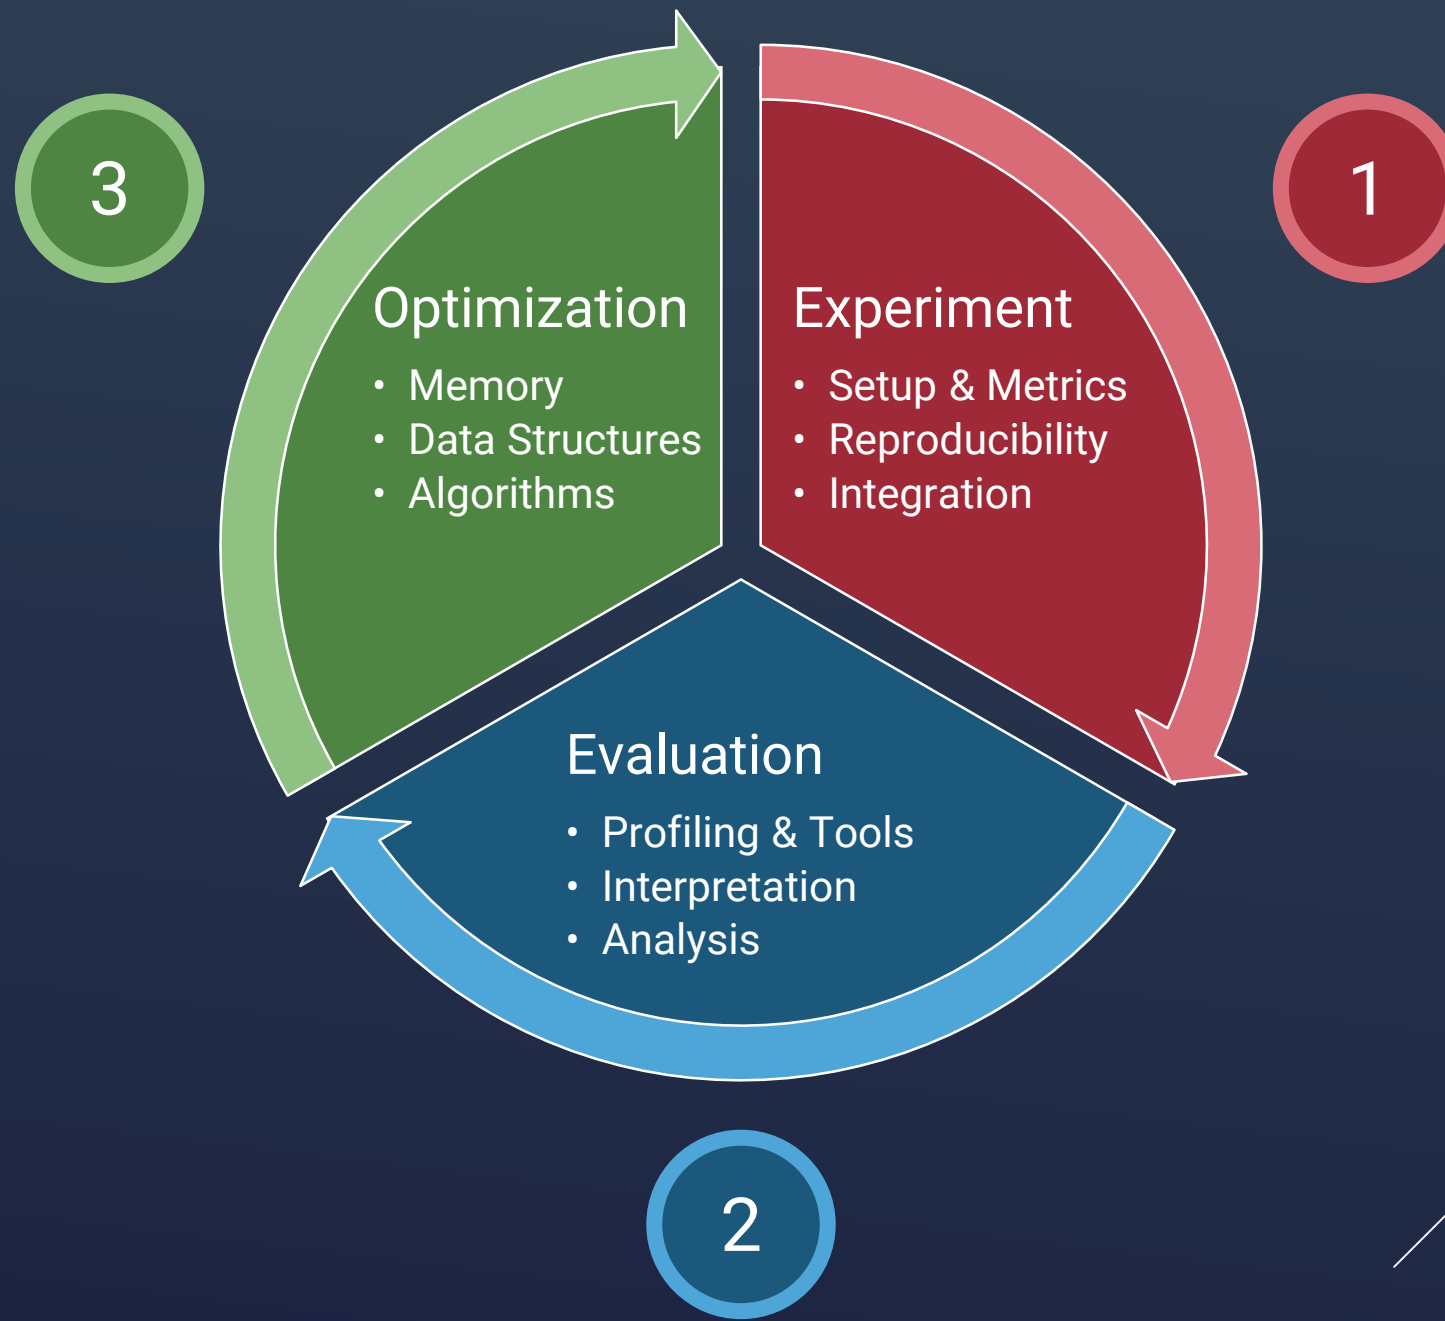 3
1
Optimization
• Memory
• Data Structures
• Algorithms
Experiment
• Setup & Metrics
• Reproducibility
• Integration
Evaluation
• Profiling & Tools
• Interpretation
• Analysis
2